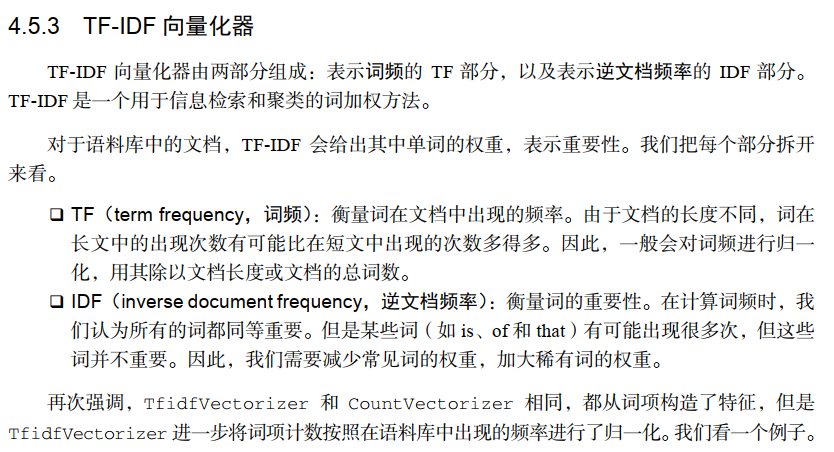 4.5.3 TF-IDF 向量化器
TF-IDF 向量化器由两部分组成：表示词频的 TF 部分，以及表示逆文档频率的 IDF 部分。
TF-IDF 是一个用于信息检索和聚类的词加权方法。
对于语料库中的文档，TF-IDF 会给出其中单词的权重，表示重要性。我们把每个部分拆开
来看。
❑ TF（term frequency，词频）：衡量词在文档中出现的频率。由于文档的长度不同，词在
长文中的出现次数有可能比在短文中出现的次数多得多。因此，一般会对词频进行归一
化，用其除以文档长度或文档的总词数。
❑ IDF（inverse document frequency，逆文档频率）：衡量词的重要性。在计算词频时，我
们认为所有的词都同等重要。但是某些词（如 is、of 和 that）有可能出现很多次，但这些
词并不重要。因此，我们需要减少常见词的权重，加大稀有词的权重。
再次强调，TfidfVectorizer 和 CountVectorizer 相同，都从词项构造了特征，但是
TfidfVectorizer 进一步将词项计数按照在语料库中出现的频率进行了归一化。我们看一个例子。